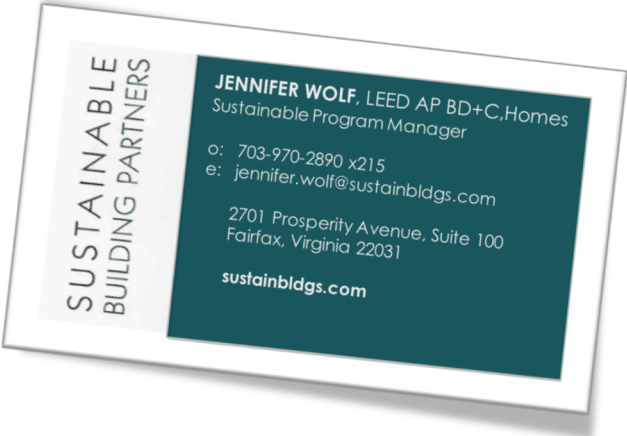 SUSTAINABLE
BUILDING PARTNERS
JENNIFER WOLF, LEED AP BD+C,Homes
Sustainable Program Manager
o: 703-970-2890 x215
e: jennifer.wolf@sustainbldgs.com
2701 Prosperity Avenue, Suite 100
Fairfax, Virginia 22031
sustainbldgs.com